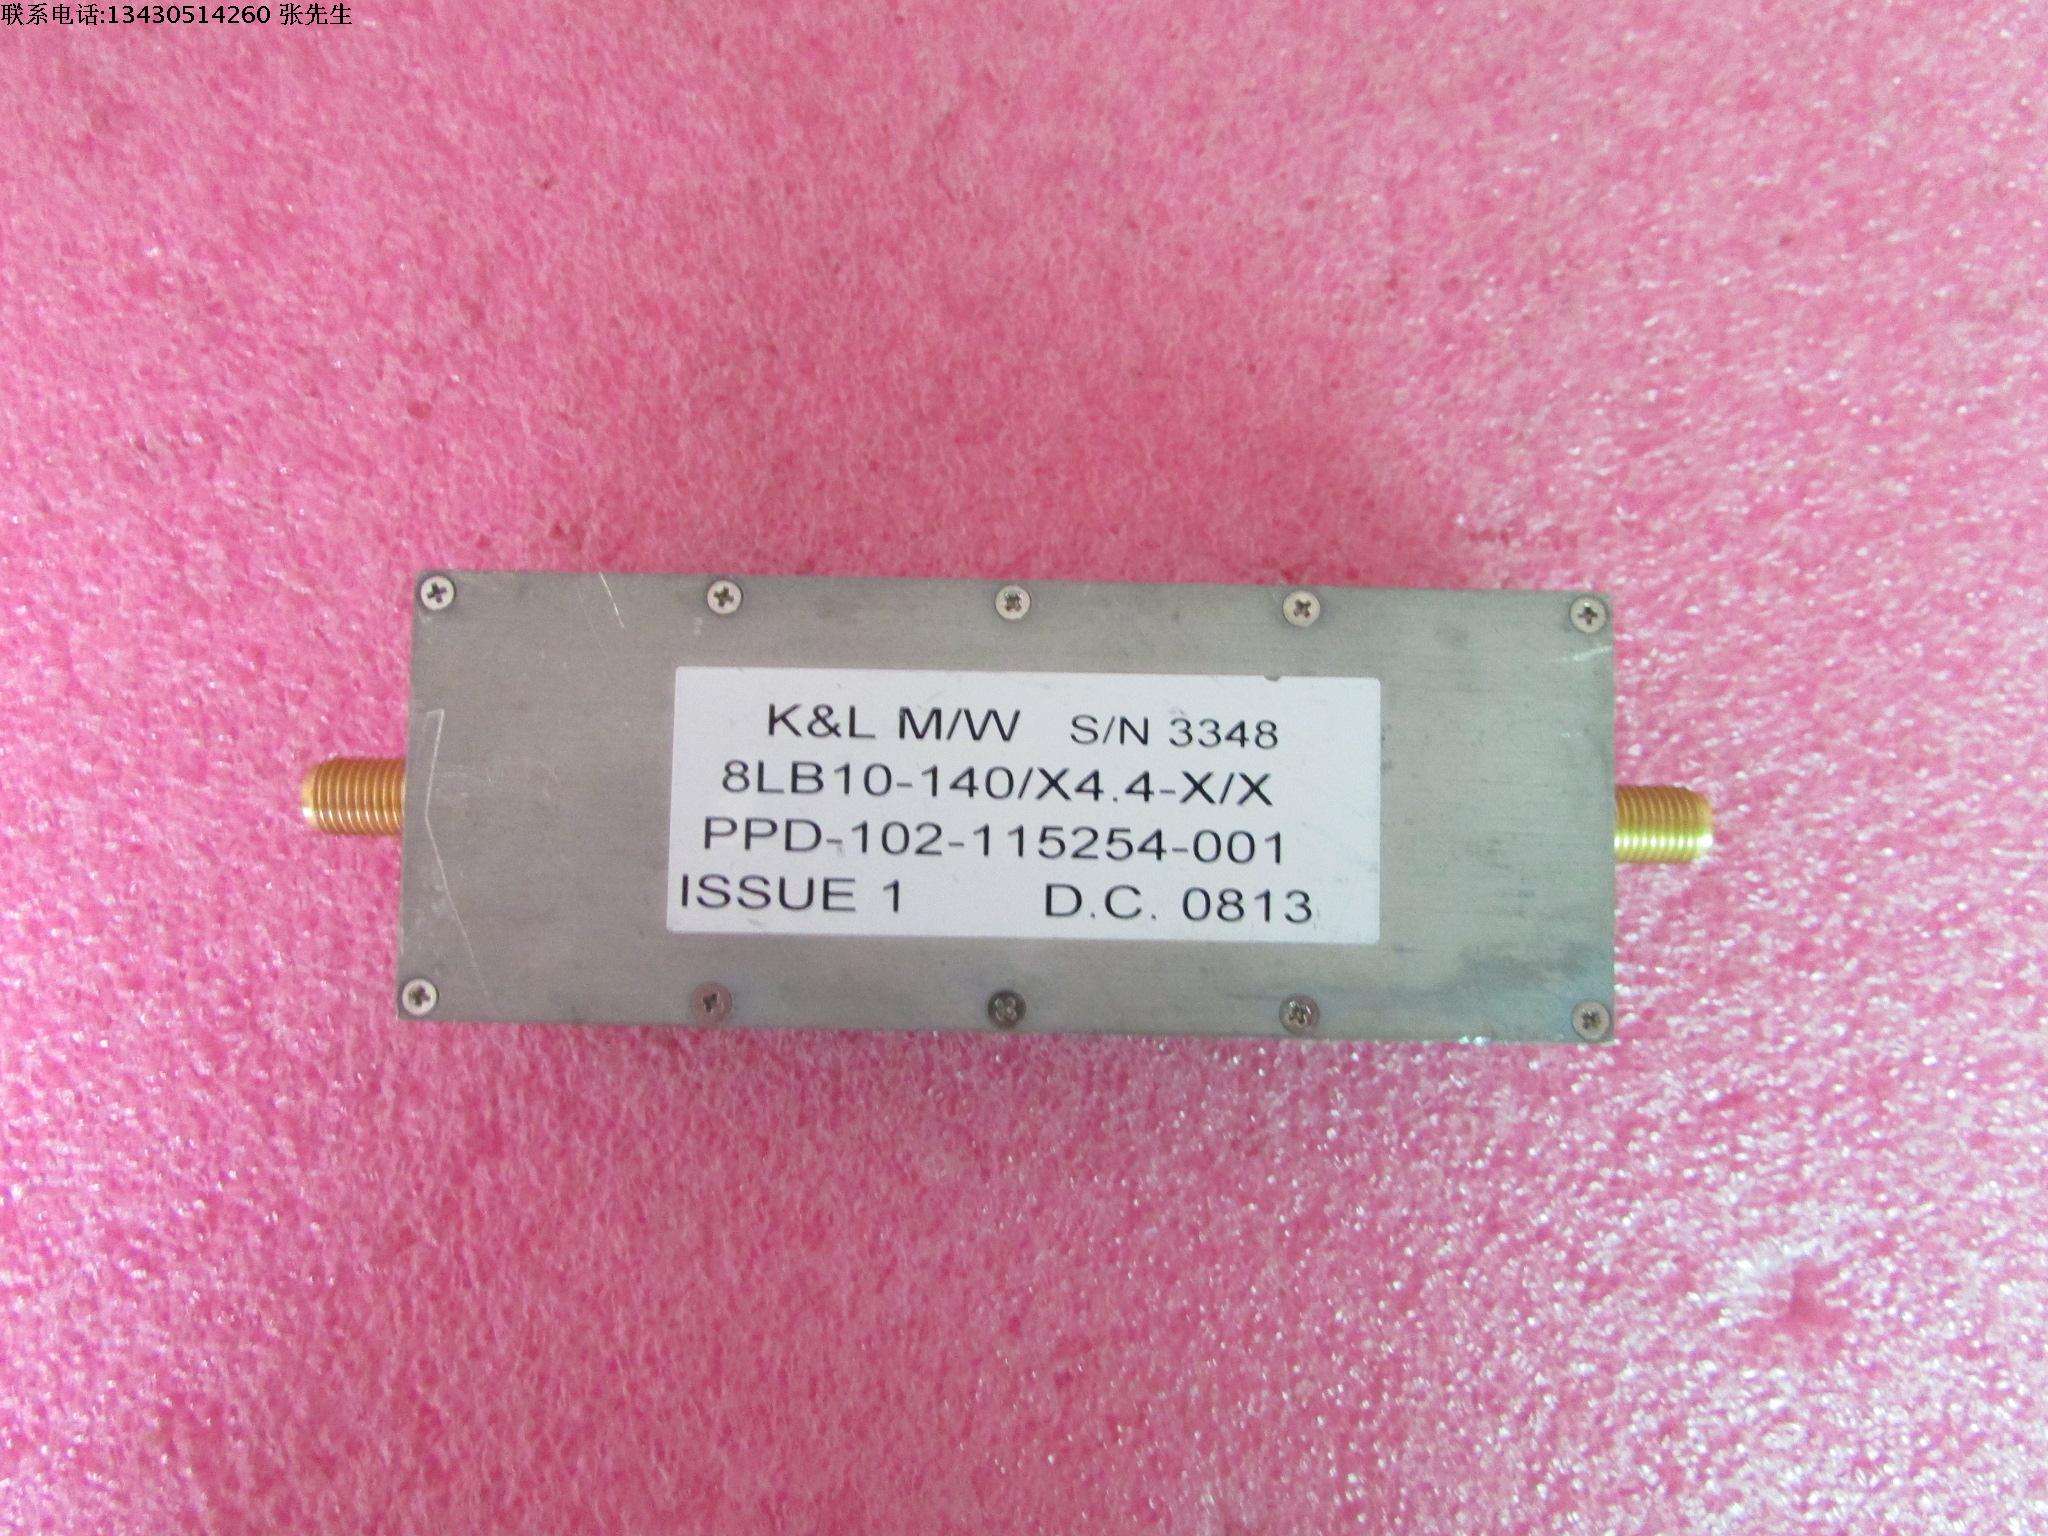 联系电话:13430514260 张先生
K&L M/W S/N 3348
8LB10-140/X4.4-X/X
PPD-102-115254-001
ISSUE 1 D.C. 0813